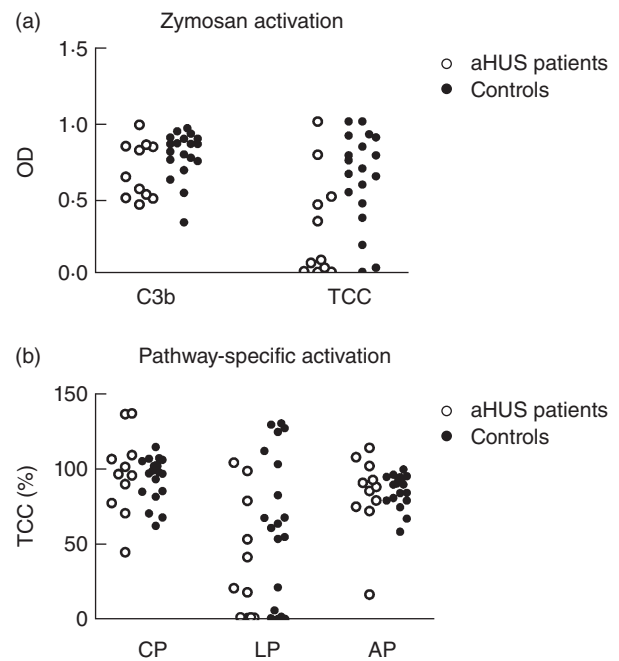 (a) Zymosan activation
1·5
1·0
0·5
0·0
OD
C3b TCC
aHUS patients
Controls
(b) Pathway-specific activation
150
100
50
0
TCC (%)
CP LP AP
aHUS patients
Controls